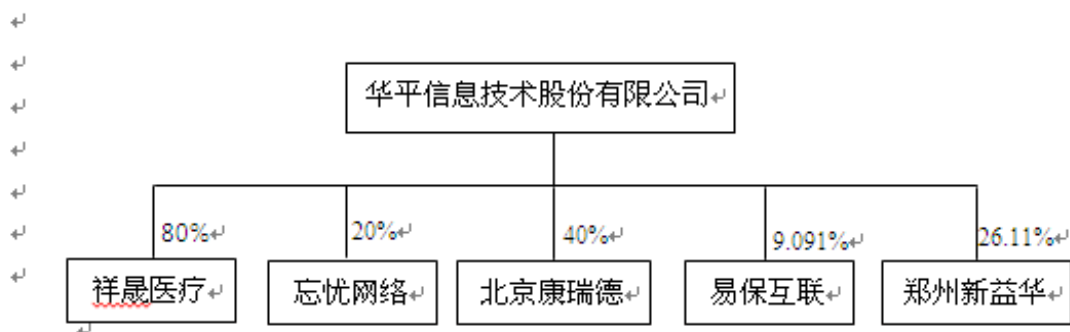 华平信息技术股份有限公司
80%
20%
40%
9.091%
26.11%
祥晟医疗
忘忧网络
北京康瑞德
易保互联
郑州新益华